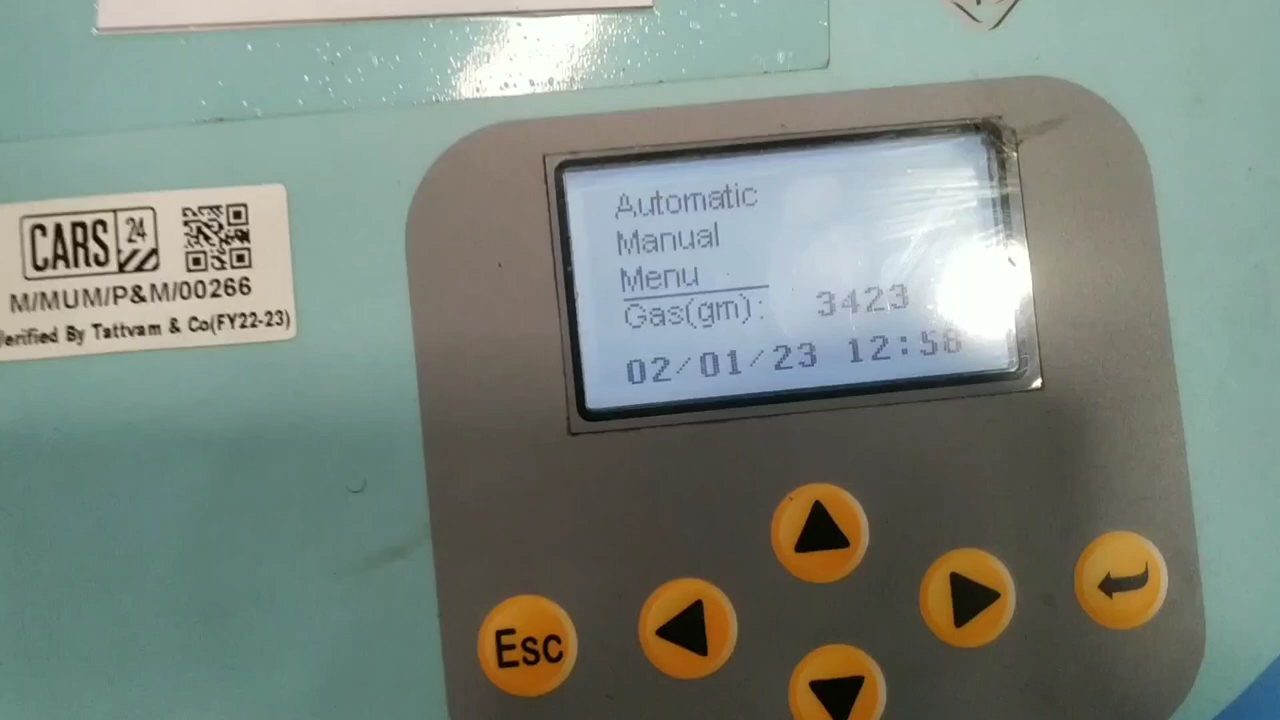 CARS 24
M/MUM/P&M/00266
Verified By Tattvam & Co(FY22-23)
Automatic
Manual
Menu
Gas(gm): 3423
02/01/23 12:58
Esc